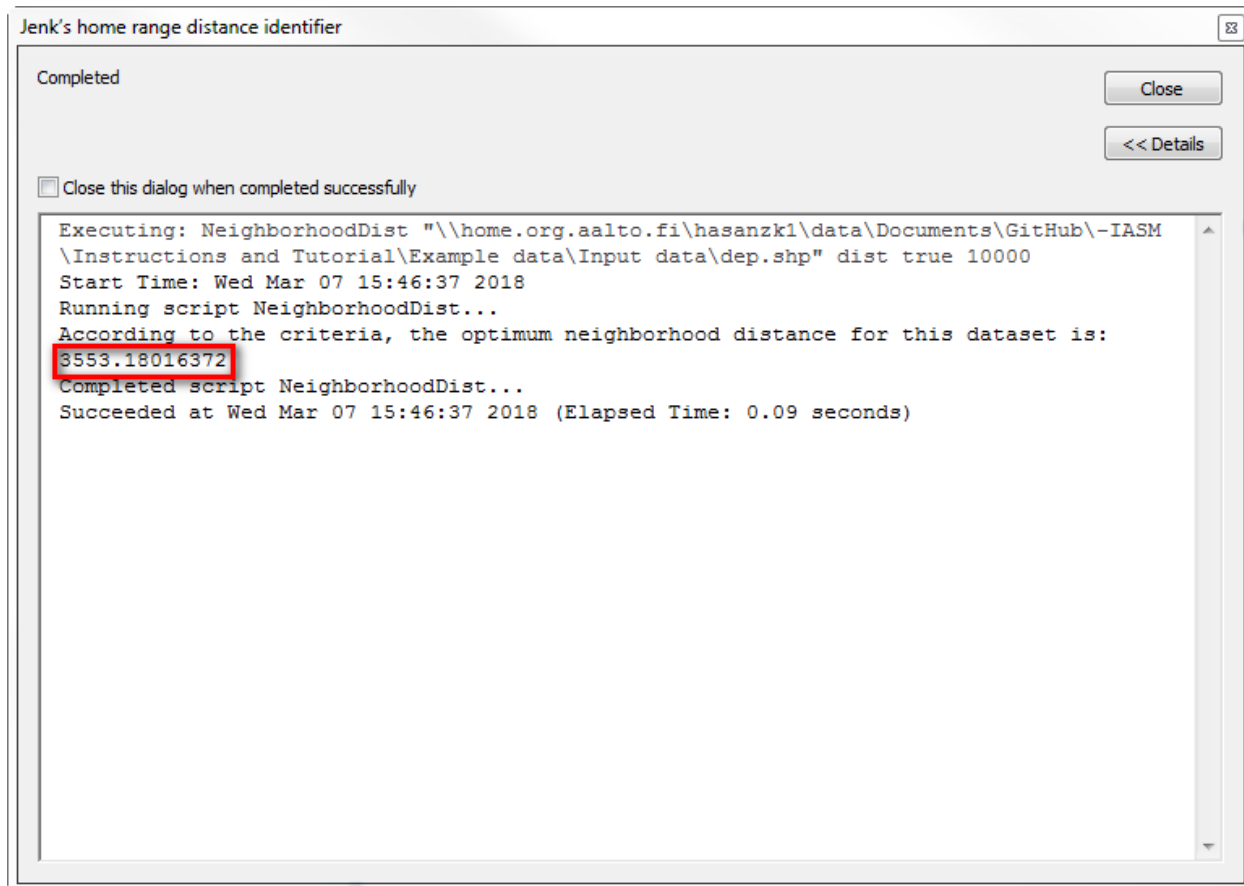 Jenk's home range distance identifier
Completed
Close
<< Details
Close this dialog when completed successfully
Executing: NeighborhoodDist "\\home.org.aalto.fi\hasanzk1\data\Documents\GitHub\-IASM
\Instructions and Tutorial\Example data\Input data\dep.shp" dist true 10000
Start Time: Wed Mar 07 15:46:37 2018
Running script NeighborhoodDist...
According to the criteria, the optimum neighborhood distance for this dataset is:
3553.18016372
Completed script NeighborhoodDist...
Succeeded at Wed Mar 07 15:46:37 2018 (Elapsed Time: 0.09 seconds)